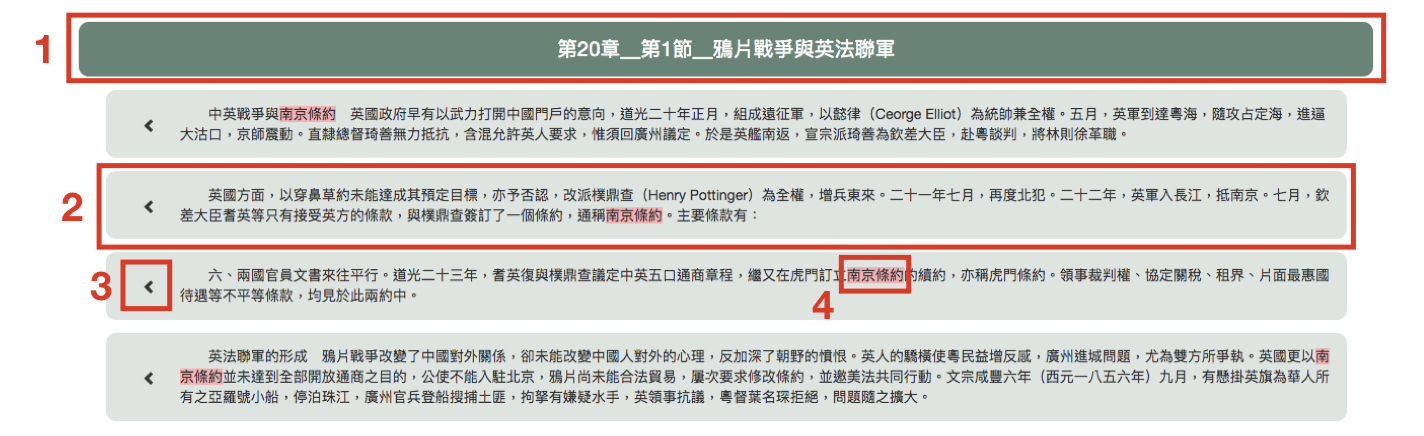 1
第20章__第1節__鴉片戰爭與英法聯軍
中英戰爭與南京條約　英國政府早有以武力打開中國門戶的意向，道光二十年正月，組成遠征軍，以懿律（Ceorge Elliot）為統帥兼全權。五月，英軍到達粵海，隨攻占定海，進逼
大沽口，京師震動。直隸總督琦善無力抵抗，含混允許英人要求，惟須回廣州議定。於是英艦南返，宣宗派琦善為欽差大臣，赴粵談判，將林則徐革職。
2
英國方面，以穿鼻草約未能達成其預定目標，亦予否認，改派樸鼎查（Henry Pottinger）為全權，增兵東來。二十一年七月，再度北犯。二十二年，英軍入長江，抵南京。七月，欽
差大臣耆英等只有接受英方的條款，與樸鼎查簽訂了一個條約，通稱南京條約。主要條款有：
3
六、兩國官員文書來往平行。道光二十三年，耆英復與樸鼎查議定中英五口通商章程，繼又在虎門訂立南京條約的續約，亦稱虎門條約。領事裁判權、協定關稅、租界、片面最惠國
待遇等不平等條款，均見於此兩約中。
4
英法聯軍的形成　鴉片戰爭改變了中國對外關係，卻未能改變中國人對外的心理，反加深了朝野的憤恨。英人的驕橫使粵民益增反感，廣州進城問題，尤為雙方所爭執。英國更以南
京條約並未達到全部開放通商之目的，公使不能入駐北京，鴉片尚未能合法貿易，屢次要求修改條約，並邀美法共同行動。文宗咸豐六年（西元一八五六年）九月，有懸掛英旗為華人所
有之亞羅號小船，停泊珠江，廣州官兵登船搜捕土匪，拘拏有嫌疑水手，英領事抗議，粵督葉名琛拒絕，問題隨之擴大。